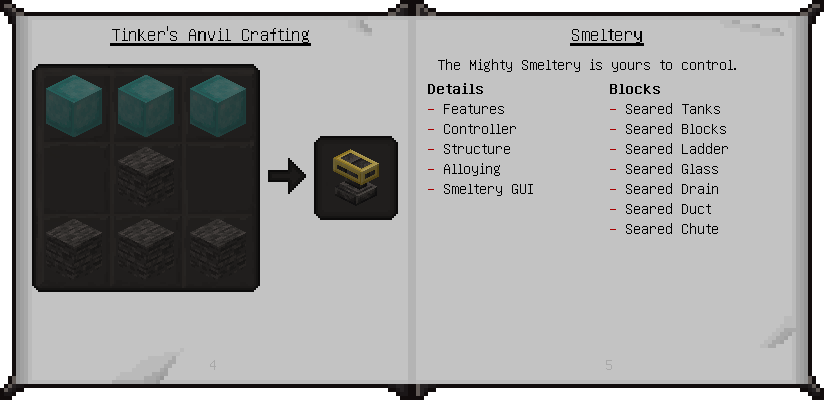 Tinker's Anvil Crafting
4
Smeltery
The Mighty Smeltery is yours to control.
Details
- Features
- Controller
- Structure
- Alloying
- Smeltery GUI
Blocks
- Seared Tanks
- Seared Blocks
- Seared Ladder
- Seared Glass
- Seared Drain
- Seared Duct
- Seared Chute
5